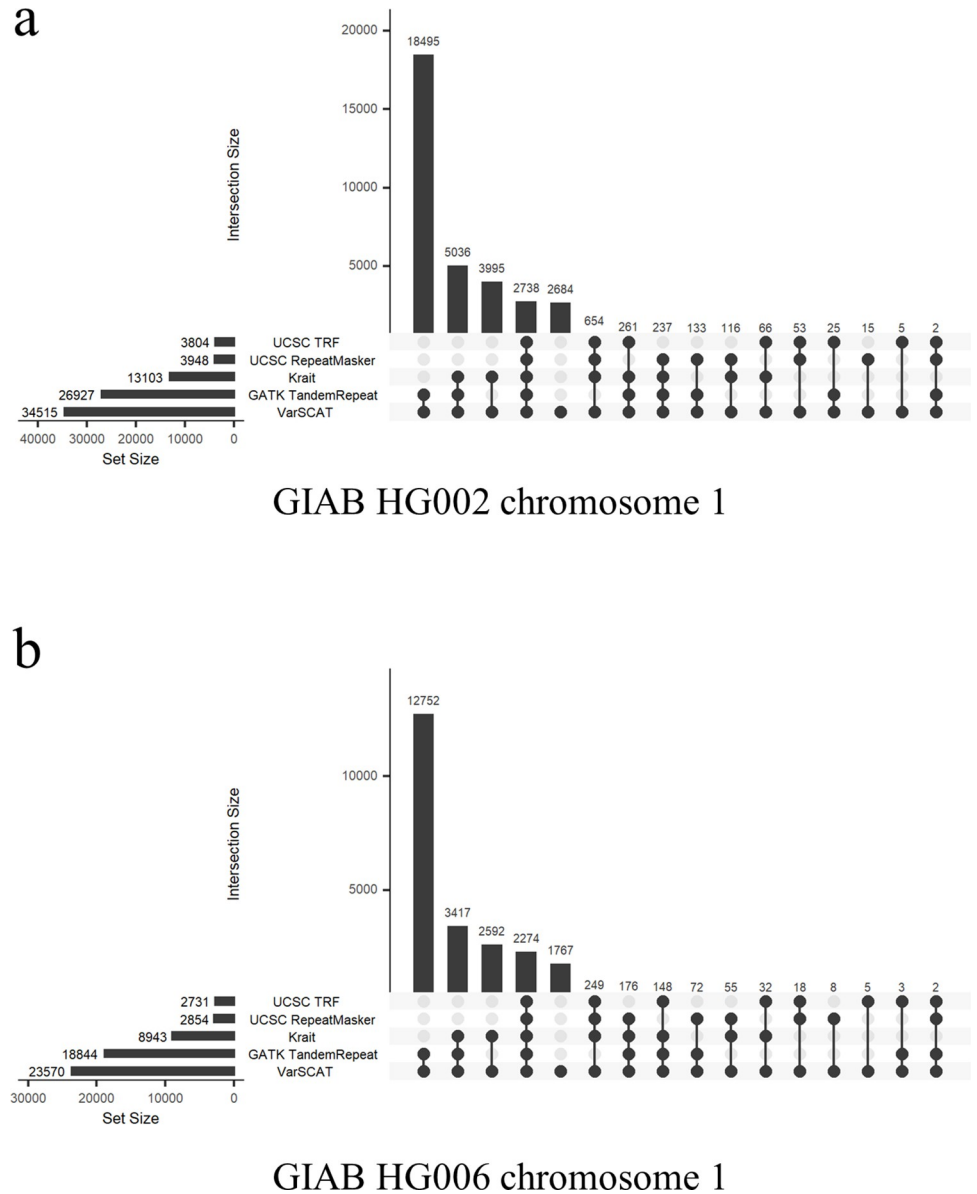 a
20000
18495
15000
10000
Intersection Size
5036
5000
3995
2738
2684
654
261
237
133
116
66
53
25
15
5
2
3804
UCSC TRF
3948
UCSC RepeatMasker
13103
Krait
26927
GATK TandemRepeat
34515
VarSCAT
40000 30000 20000 10000 0
Set Size
GIAB HG002 chromosome 1
b
12752
10000
Intersection Size
5000
3417
2592
2274
1767
249
176
148
72
55
32
18
8
5
3
2
2731
UCSC TRF
2854
UCSC RepeatMasker
8943
Krait
18844
GATK TandemRepeat
23570
VarSCAT
30000 20000 10000 0
Set Size
GIAB HG006 chromosome 1